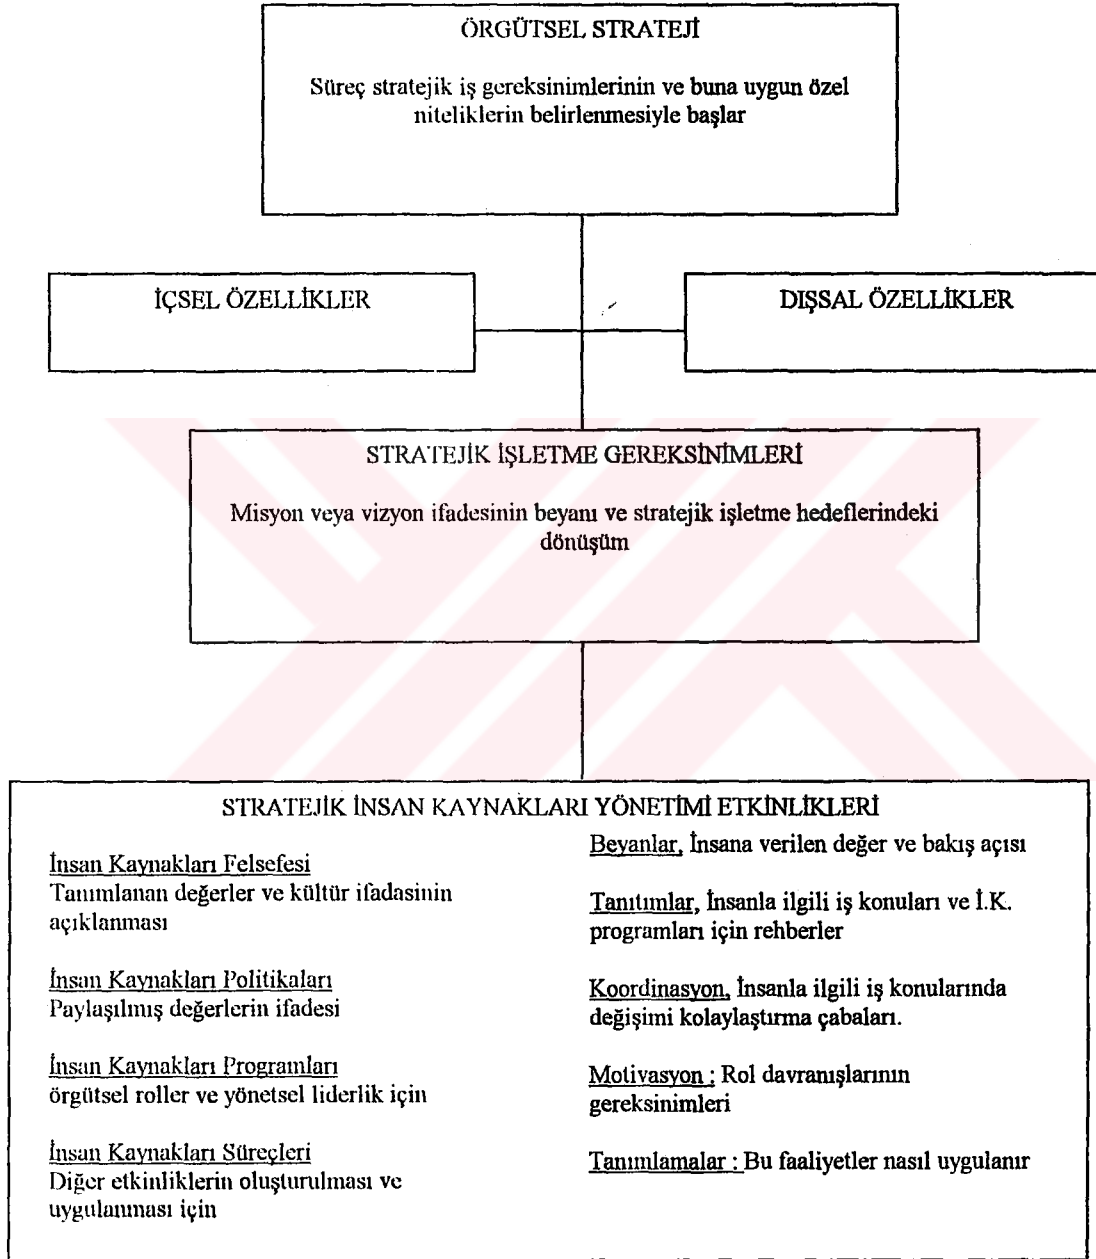 ÖRGÜTSEL STRATEJİ
Süreç stratejik iş gereksinimlerinin ve buna uygun özel
niteliklerin belirlenmesiyle başlar
İÇSEL ÖZELLİKLER
DIŞSAL ÖZELLİKLER
STRATEJİK İŞLETME GEREKSİNİMLERİ
Misyon veya vizyon ifadesinin beyanı ve stratejik işletme hedeflerindeki
dönüşüm
STRATEJİK İNSAN KAYNAKLARI YÖNETİMİ ETKİNLİKLERİ
İnsan Kaynakları Felsefesi
Tanımlanan değerler ve kültür ifadasinin
açıklanması
İnsan Kaynakları Politikaları
Paylaşılmış değerlerin ifadesi
İnsan Kaynakları Programları
örgütsel roller ve yönetsel liderlik için
İnsan Kaynakları Süreçleri
Diğer etkinliklerin oluşturulması ve
uygulanması için
Beyanlar, İnsana verilen değer ve bakış açısı
Tanıtımlar, İnsanla ilgili iş konuları ve İ.K.
programları için rehberler
Koordinasyon, İnsanla ilgili iş konularında
değişimi kolaylaştırma çabaları.
Motivasyon : Rol davranışlarının
gereksinimleri
Tanımlamalar : Bu faaliyetler nasıl uygulanır